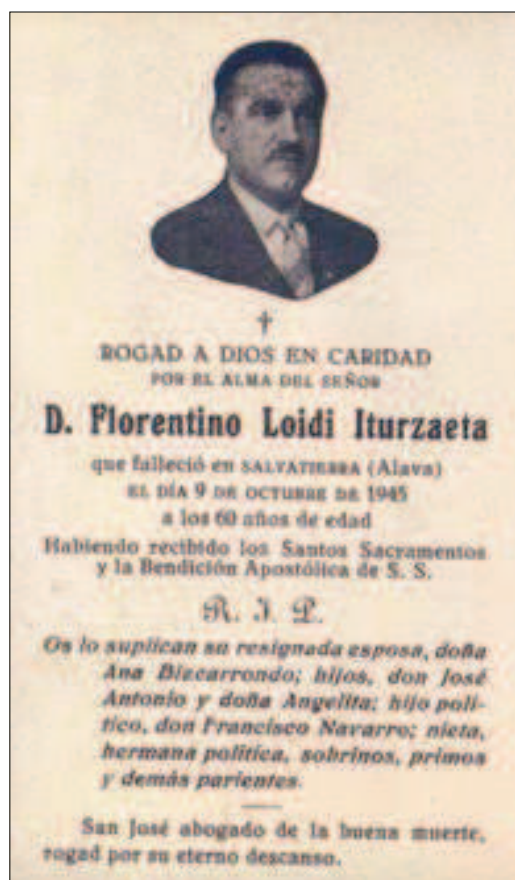 †
ROGAD A DIOS EN CARIDAD
POR EL ALMA DEL SEÑOR
D. Florentino Loidi Iturzaeta
que falleció en SALVATIERRA (Alava)
EL DÍA 9 DE OCTUBRE DE 1945
a los 60 años de edad
Habiendo recibido los Santos Sacramentos
y la Bendición Apostólica de S. S.
R. I. P.
Os lo suplican su resignada esposa, doña
Ana Bizcarrondo; hijos, don José
Antonio y doña Angelita; hijo polí-
tico, don Francisco Navarro; nieta,
hermana política, sobrinos, primos
y demás parientes.
San José abogado de la buena muerte,
rogad por su eterno descanso.